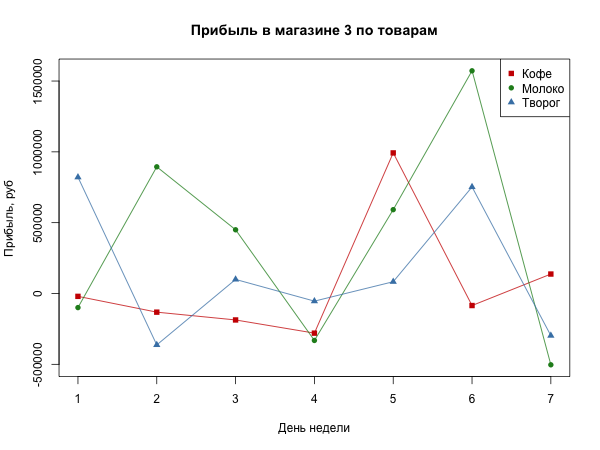 Прибыль в магазине 3 по товарам
Кофе
Молоко
Творог
Прибыль, руб
1500000
1000000
500000
0
-500000
1 2 3 4 5 6 7
День недели